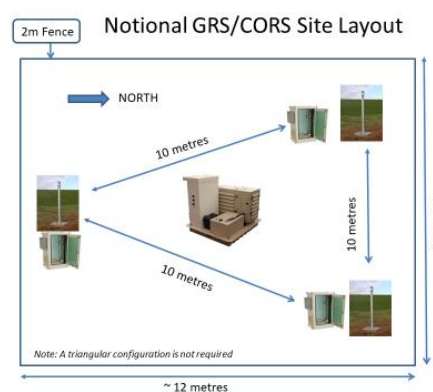 2m Fence
Notional GRS/CORS Site Layout
NORTH
10 metres
10 metres
10 metres
Note: A triangular configuration is not required
~ 12 metres